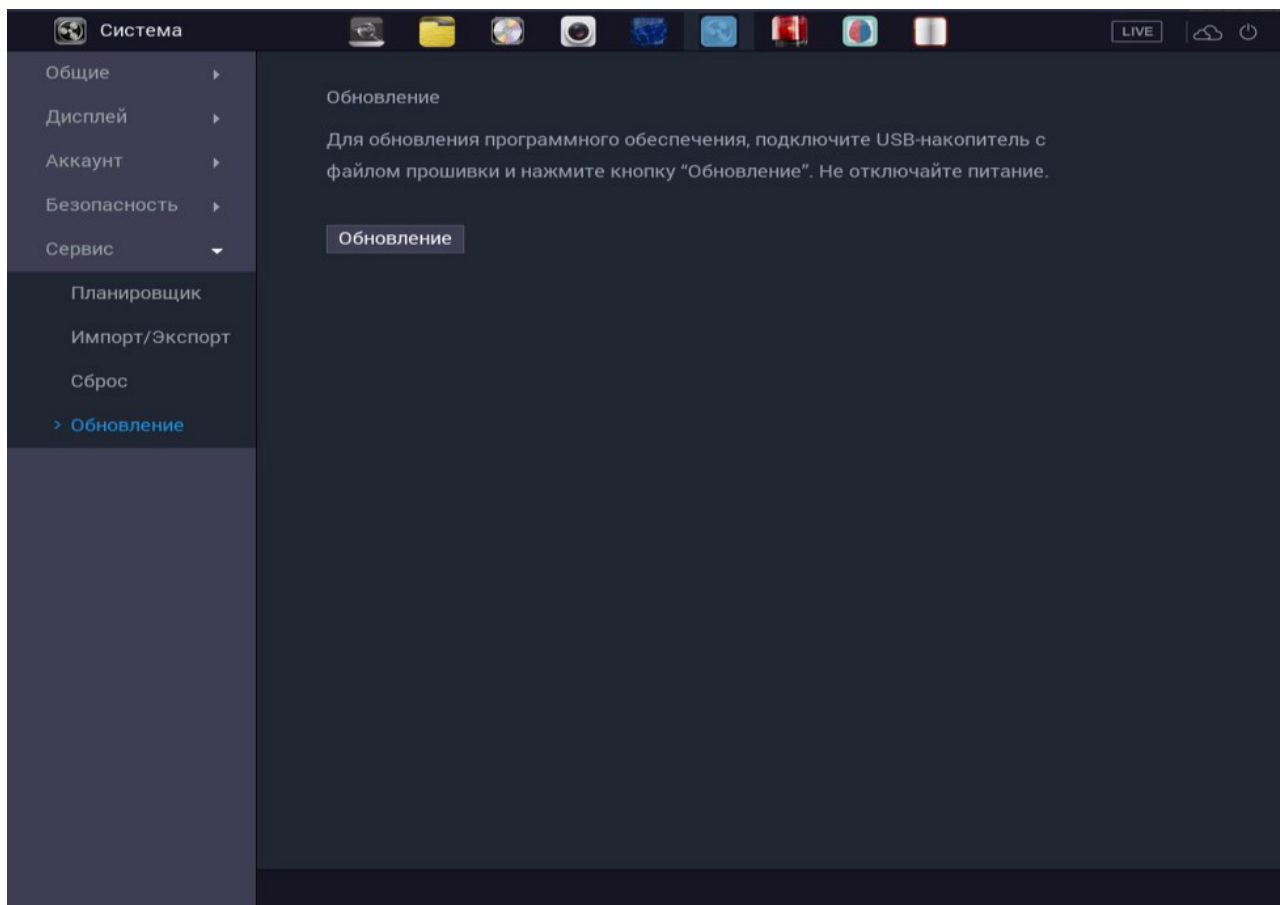 Система
LIVE
Общие
Дисплей
Аккаунт
Безопасность
Сервис
Планировщик
Импорт/Экспорт
Сброс
> Обновление
Обновление
Для обновления программного обеспечения, подключите USB-накопитель с
файлом прошивки и нажмите кнопку “Обновление”. Не отключайте питание.
Обновление